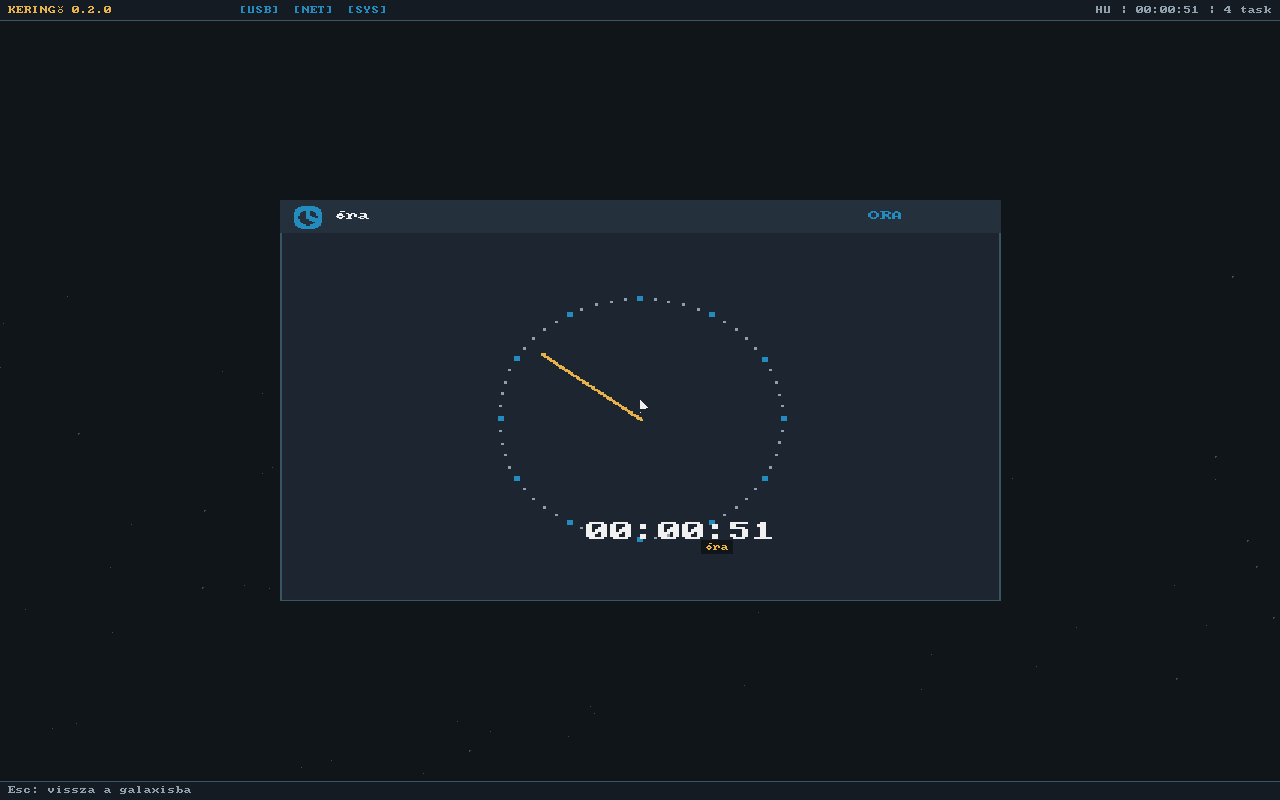 KERINGŐ 0.2.0 [USB] [NET] [SYS] HU | 00:00:51 | 4 task
óra ORA
00:00:51
óra
Esc: vissza a galaxisba